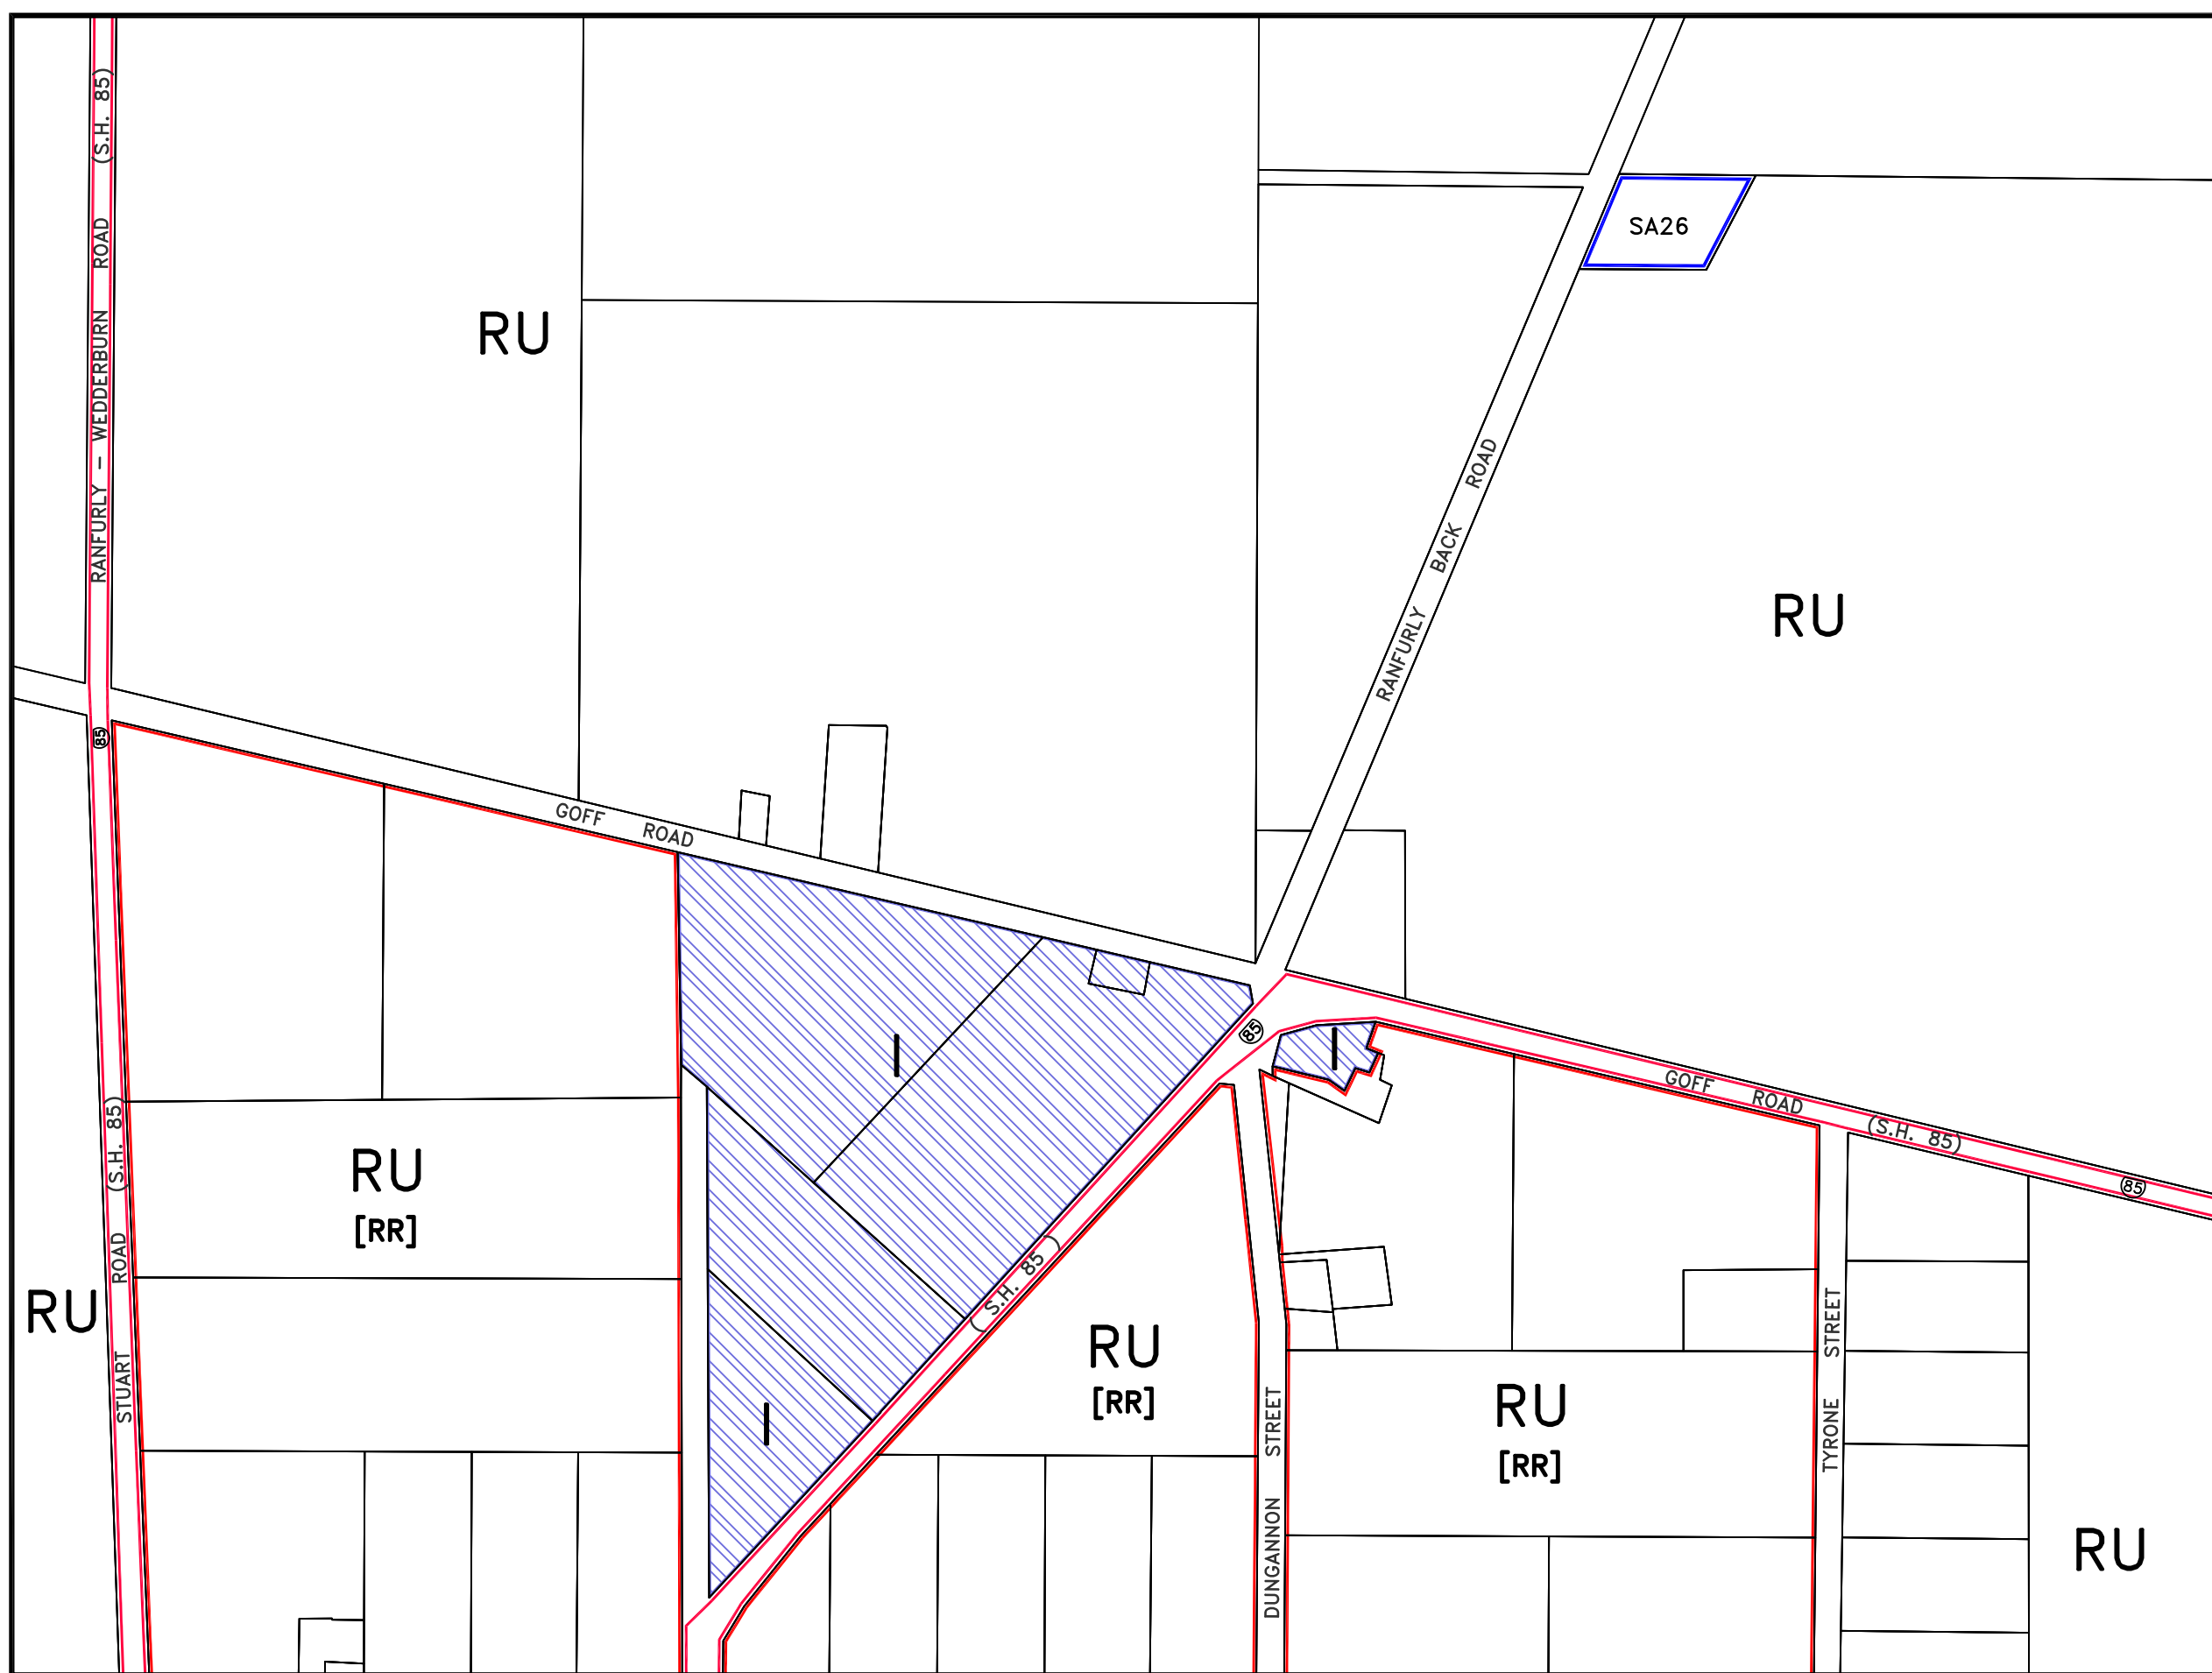 RANFURLY – WEDDERBURN ROAD (S.H. 85)
SA26
RU
RANFURLY BACK ROAD
RU
85
GOFF ROAD
I
85
I
GOFF ROAD (S.H. 85)
85
STUART ROAD (S.H. 85)
RU
[RR]
RU
(S.H. 85)
I
RU
[RR]
DUNGANNON STREET
RU
[RR]
TYRONE STREET
RU